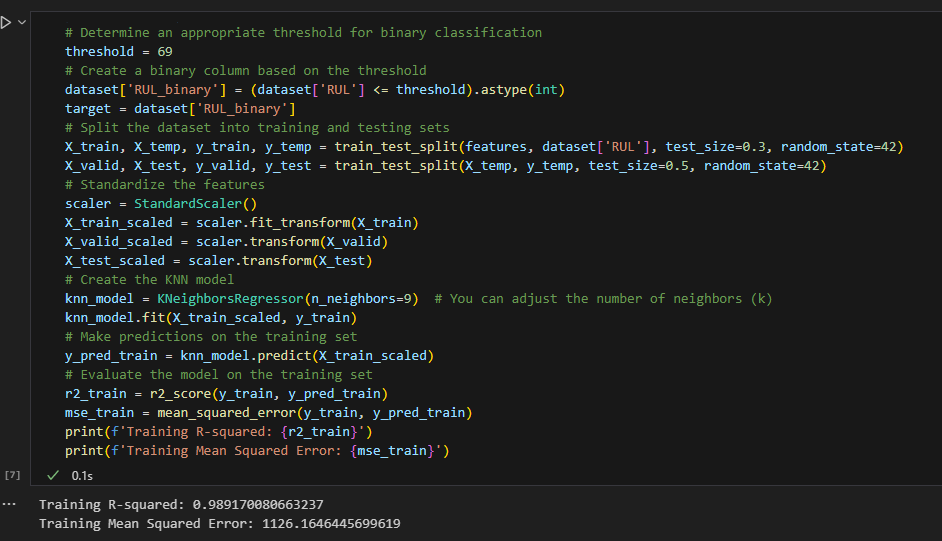 # Determine an appropriate threshold for binary classification
threshold = 69
# Create a binary column based on the threshold
dataset['RUL_binary'] = (dataset['RUL'] <= threshold).astype(int)
target = dataset['RUL_binary']
# Split the dataset into training and testing sets
X_train, X_temp, y_train, y_temp = train_test_split(features, dataset['RUL'], test_size=0.3, random_state=42)
X_valid, X_test, y_valid, y_test = train_test_split(X_temp, y_temp, test_size=0.5, random_state=42)
# Standardize the features
scaler = StandardScaler()
X_train_scaled = scaler.fit_transform(X_train)
X_valid_scaled = scaler.transform(X_valid)
X_test_scaled = scaler.transform(X_test)
# Create the KNN model
knn_model = KNeighborsRegressor(n_neighbors=9)  # You can adjust the number of neighbors (k)
knn_model.fit(X_train_scaled, y_train)
# Make predictions on the training set
y_pred_train = knn_model.predict(X_train_scaled)
# Evaluate the model on the training set
r2_train = r2_score(y_train, y_pred_train)
mse_train = mean_squared_error(y_train, y_pred_train)
print(f'Training R-squared: {r2_train}')
print(f'Training Mean Squared Error: {mse_train}')
[7] ✓ 0.1s
... Training R-squared: 0.989170080663237
Training Mean Squared Error: 1126.1646445699619